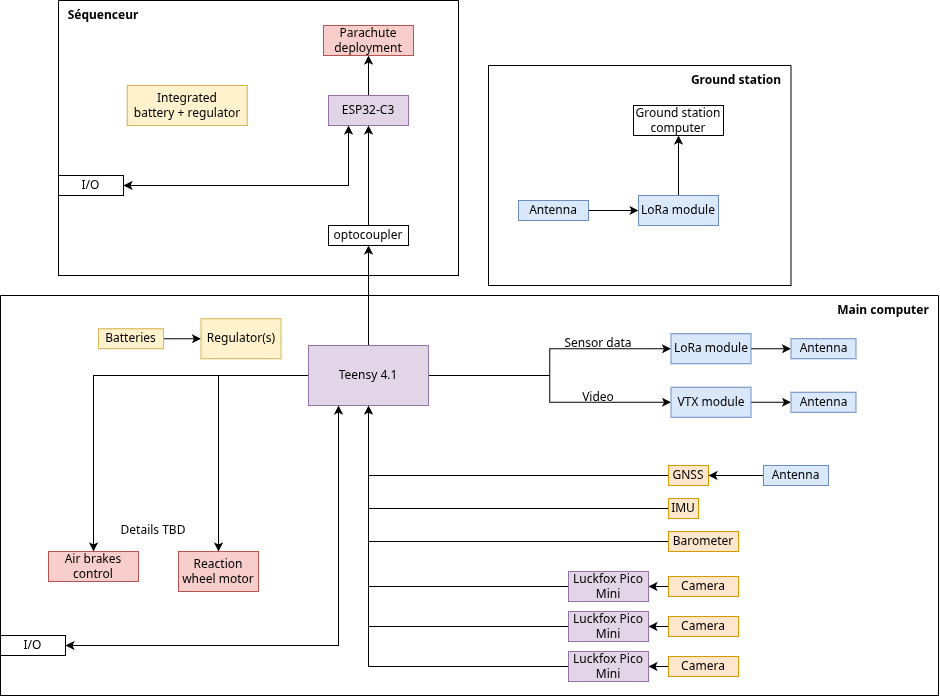 Séquenceur
Parachute
deployment
Integrated
battery + regulator
ESP32-C3
I/O
optocoupler
Ground station
Ground station
computer
Antenna
LoRa module
Main computer
Batteries
Regulator(s)
Teensy 4.1
Sensor data
LoRa module
Antenna
Video
VTX module
Antenna
GNSS
Antenna
IMU
Barometer
Details TBD
Air brakes
control
Reaction
wheel motor
Luckfox Pico
Mini
Camera
Luckfox Pico
Mini
Camera
Luckfox Pico
Mini
Camera
I/O